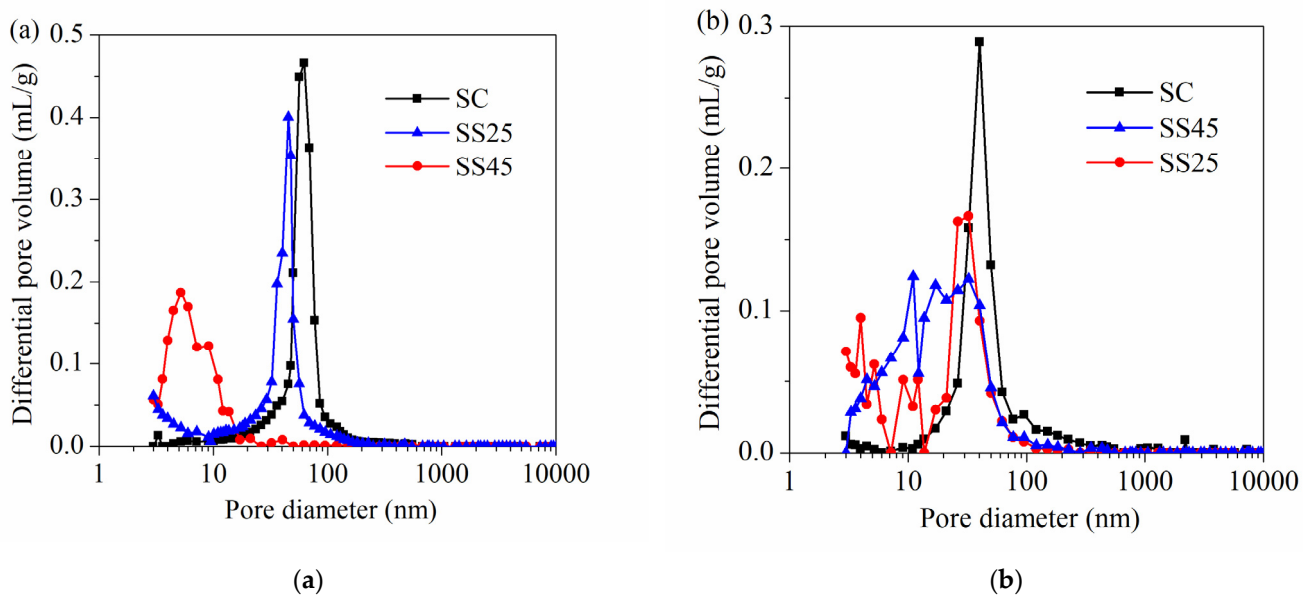 (a)
0.5
0.4
0.3
0.2
0.1
0.0
Differential pore volume (mL/g)
SC
SS25
SS45
1 10 100 1000 10000
Pore diameter (nm)
(a)
(b)
0.3
0.2
0.1
0.0
Differential pore volume (mL/g)
SC
SS45
SS25
1 10 100 1000 10000
Pore diameter (nm)
(b)